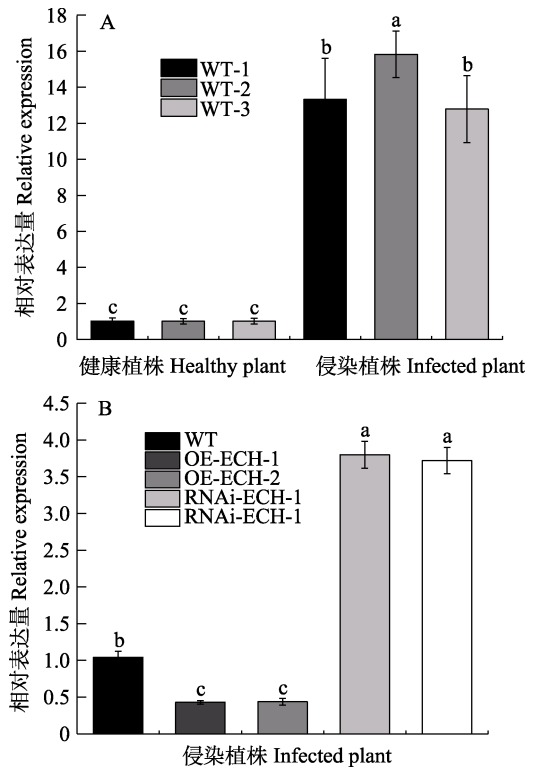 A
18
16
14
12
10
8
6
4
2
0
相对表达量 Relative expression
WT-1
WT-2
WT-3
c c c b a b
健康植株 Healthy plant 侵染植株 Infected plant
B
4.5
4.0
3.5
3.0
2.5
2.0
1.5
1.0
0.5
0
相对表达量 Relative expression
WT
OE-ECH-1
OE-ECH-2
RNAi-ECH-1
RNAi-ECH-1
b c c a a
侵染植株 Infected plant